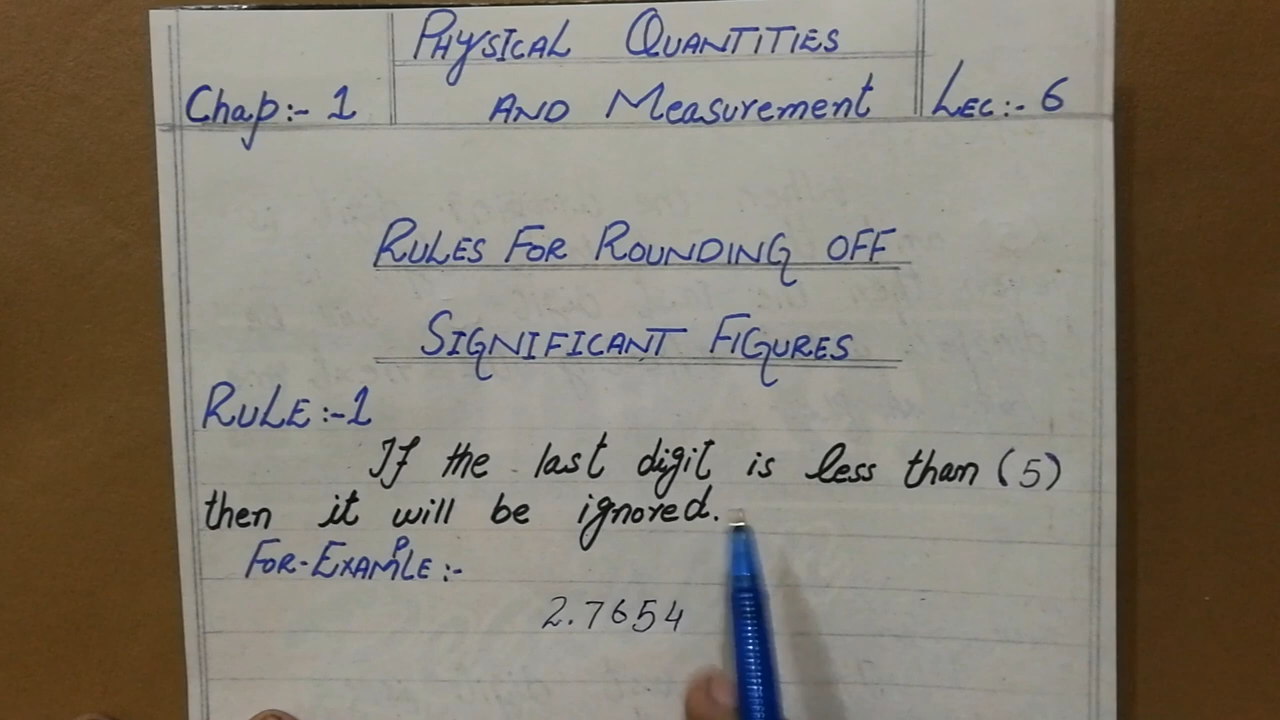 Chap:- 1
PHYSICAL QUANTITIES
AND Measurement
LEC:- 6
RULES FOR ROUNDING OFF
SIGNIFICANT FIGURES
RULE:-1
If the last digit is less than (5)
then it will be ignored.
FOR-EXAMPLE:-
2.7654